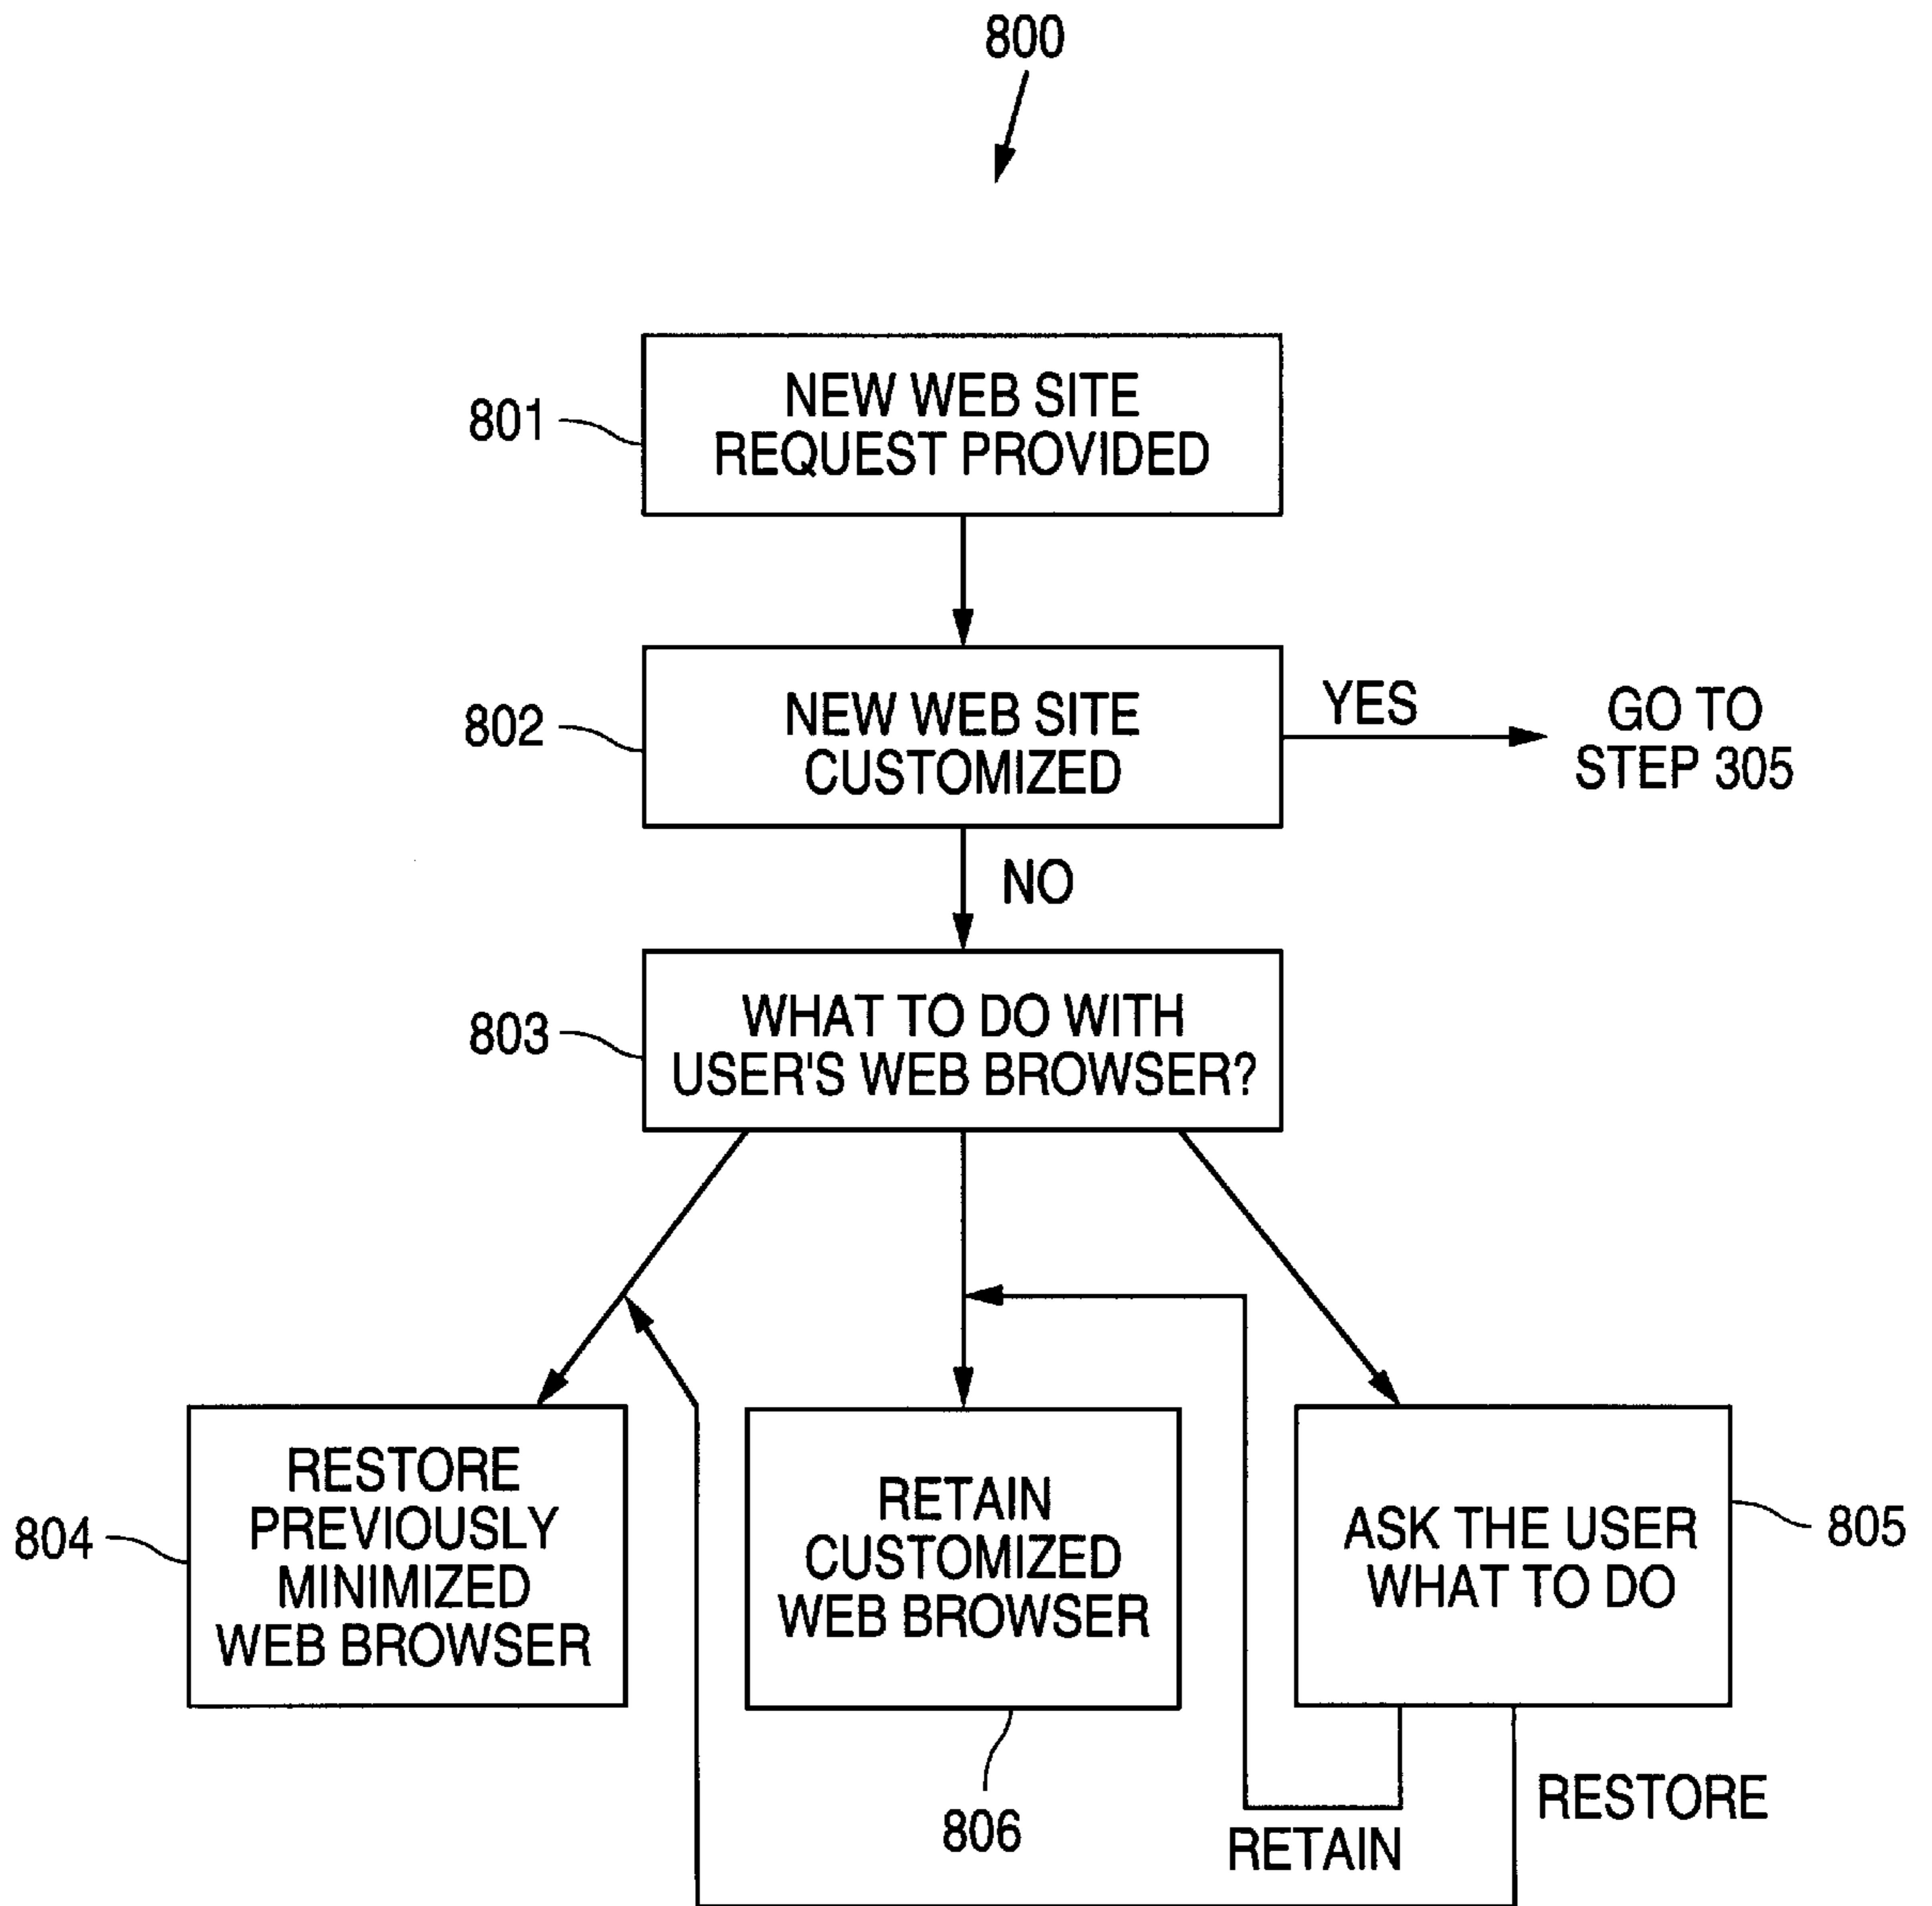 800
801
NEW WEB SITE
REQUEST PROVIDED
802
NEW WEB SITE
CUSTOMIZED
YES
GO TO
STEP 305
NO
803
WHAT TO DO WITH
USER'S WEB BROWSER?
804
RESTORE
PREVIOUSLY
MINIMIZED
WEB BROWSER
RETAIN
CUSTOMIZED
WEB BROWSER
806
ASK THE USER
WHAT TO DO
805
RETAIN
RESTORE